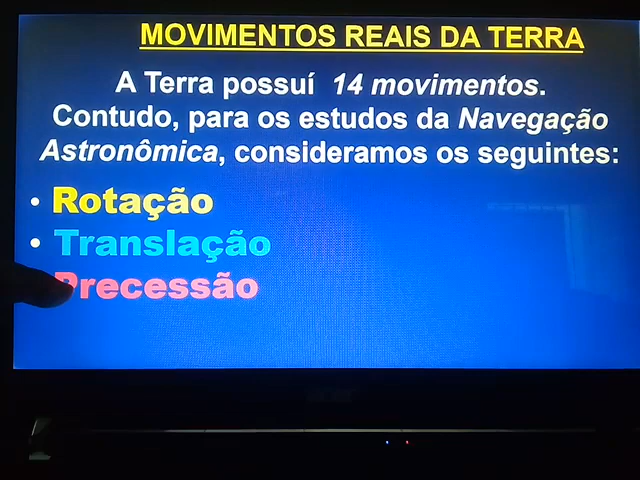 MOVIMENTOS REAIS DA TERRA
A Terra possuí 14 movimentos.
Contudo, para os estudos da Navegação
Astronômica, consideramos os seguintes:
• Rotação
• Translação
Precessão